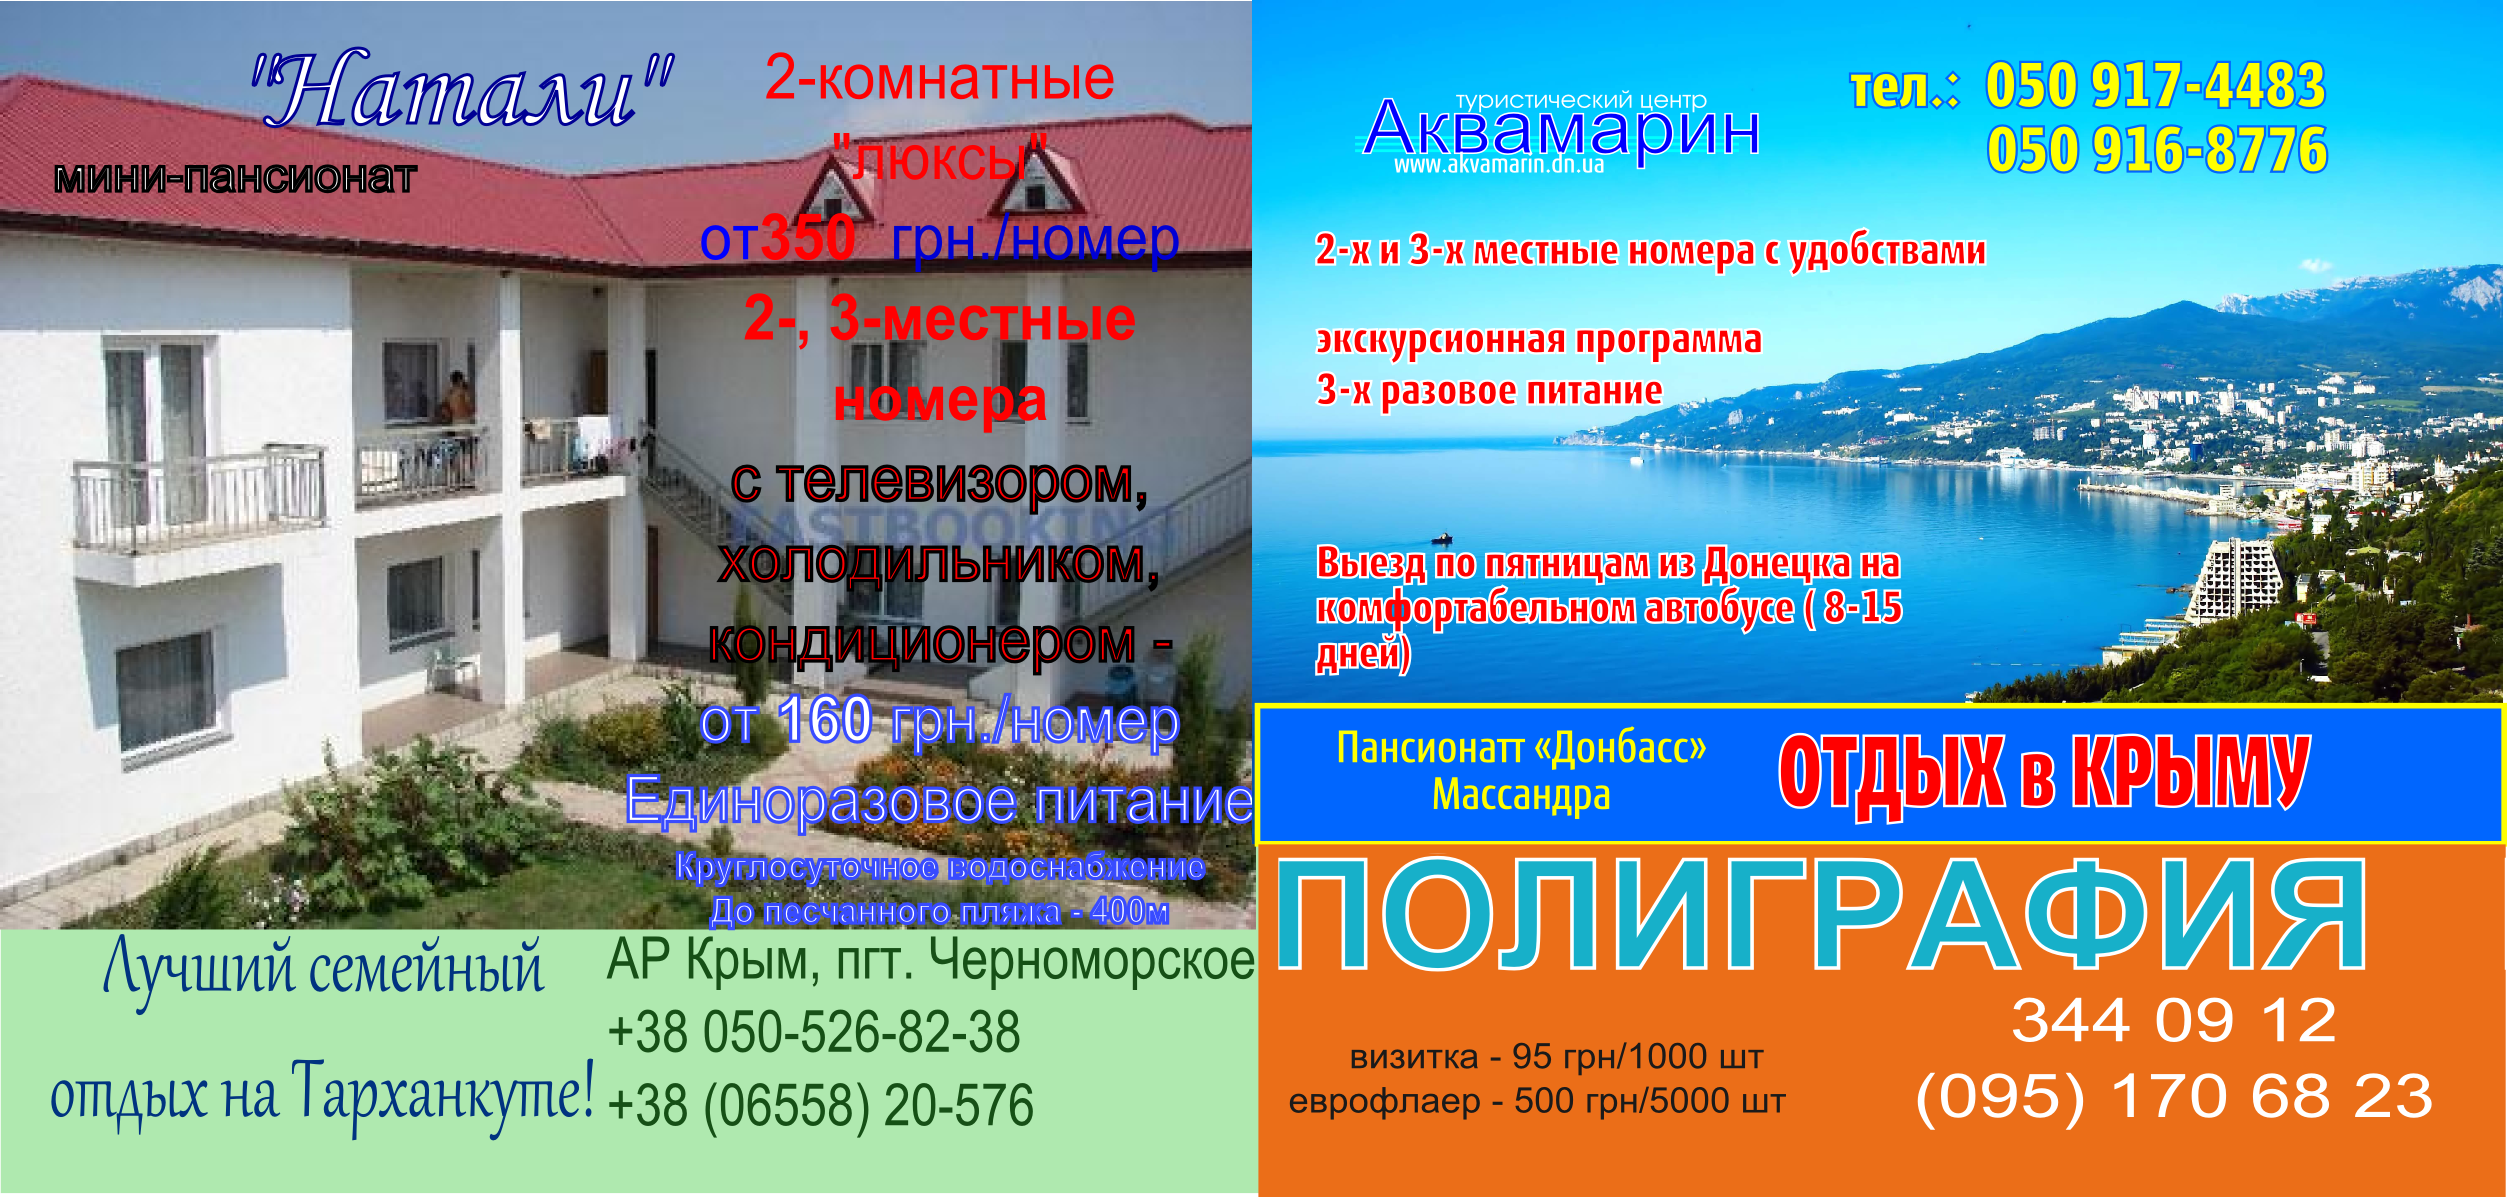 "Натали"
мини-пансионат
2-комнатные
"люксы"
от350 грн./номер
2-, 3-местные
номера
с телевизором,
FASTBOOKING
холодильником,
кондиционером -
от 160 грн./номер
Единоразовое питание
Круглосуточное водоснабжение
До песчанного пляжа - 400м
Лучший семейный
отдых на Тарханкуте!
АР Крым, пгт. Черноморское
+38 050-526-82-38
+38 (06558) 20-576
туристический центр
Аквамарин
www.akvamarin.dn.ua
тел.: 050 917-4483
050 916-8776
2-х и 3-х местные номера с удобствами
экскурсионная программа
3-х разовое питание
Выезд по пятницам из Донецка на
комфортабельном автобусе ( 8-15
дней)
Пансионатт «Донбасс»
Массандра
ОТДЫХ в КРЫМУ
ПОЛИГРАФИЯ
344 09 12
(095) 170 68 23
визитка - 95 грн/1000 шт
еврофлаер - 500 грн/5000 шт